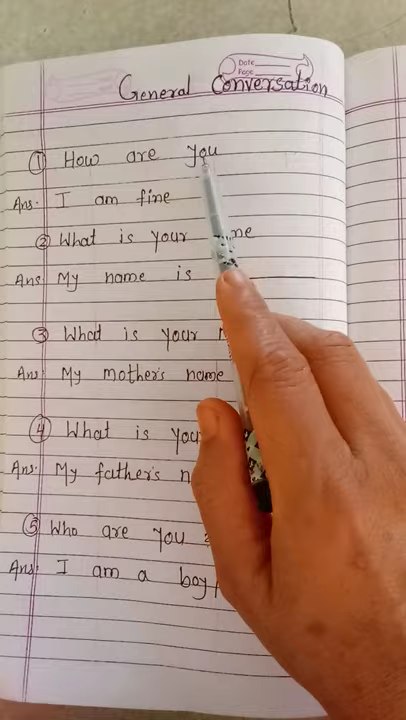 Date
Page
General Conversation
① How are you
Ans. I am fine
② What is your
Ans. My name is
③ What is your
Ans. My mother's name
④ What is
Ans. My father's
⑤ Who are you
Ans. I am a boy